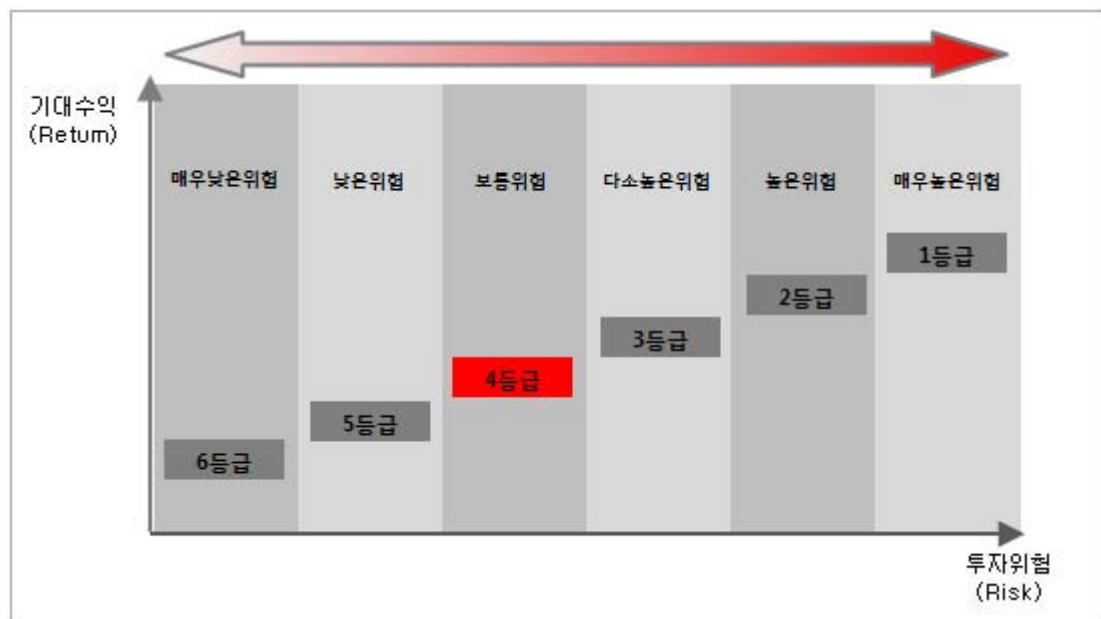 기대수익
(Return)
매우낮은위험 낮은위험 보통위험 다소높은위험 높은위험 매우높은위험
1등급
2등급
3등급
4등급
5등급
6등급
투자위험
(Risk)